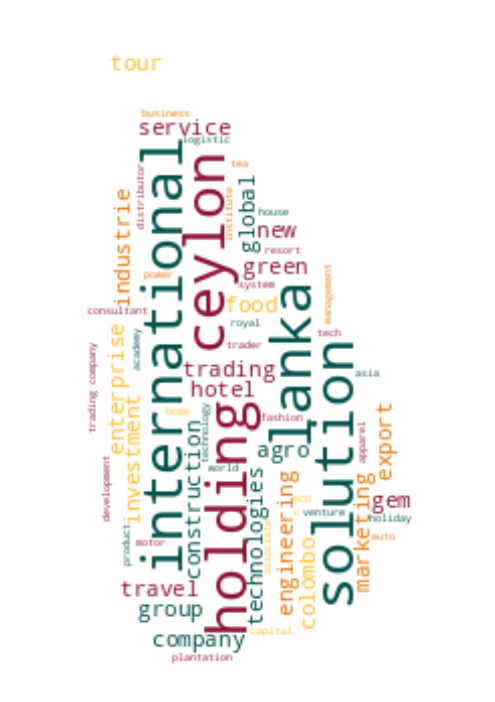 tour
business
service
logistic
international
ceylon
tea
distributor
institute
global
house
industrie
new
resort
green
power
system
management
food
consultant
royal
lanka
tech
enterprise
academy
trader
solution
trading company
trading
asia
hotel
investment
home
technology
holding
fashion
export
apparel
construction
agro
world
development
technologies
engineering
eco
gem
marketing
venture
holiday
product
motor
associate
colombo
auto
travel
group
company
capital
plantation